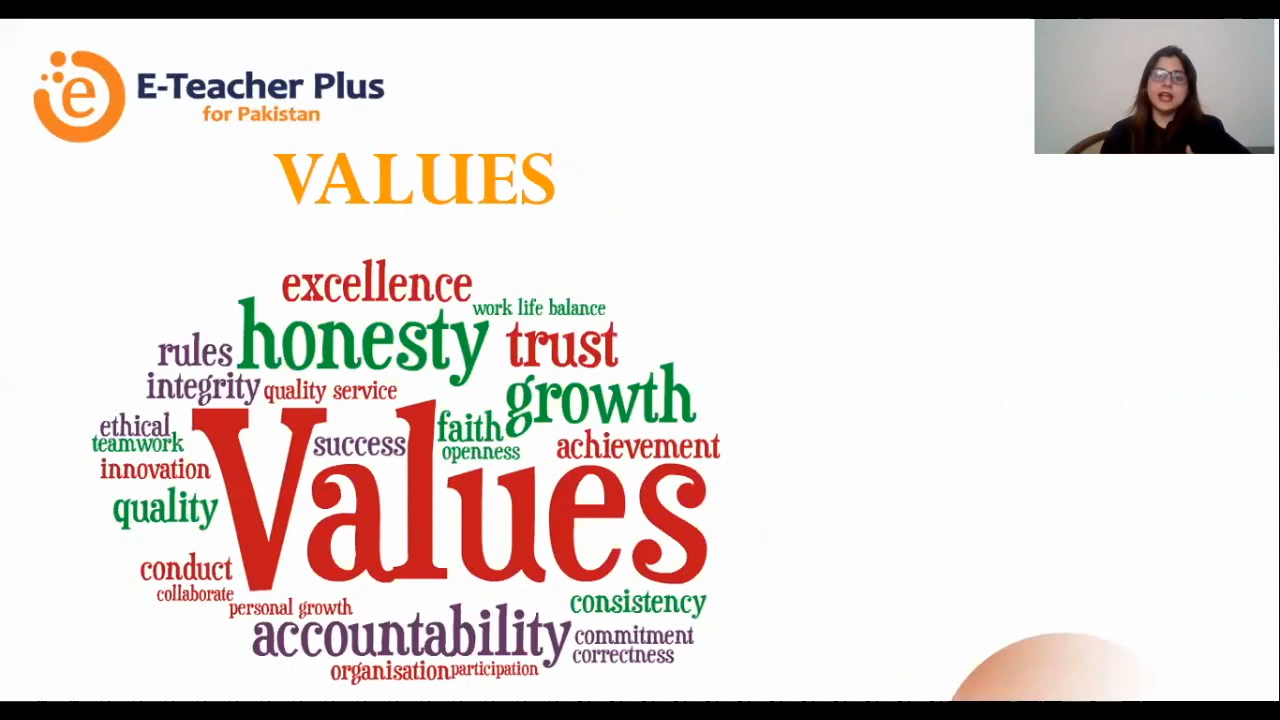 e
E-Teacher Plus
for Pakistan
VALUES
excellence
work life balance
honesty
trust
rules
integrity
quality service
growth
ethical
teamwork
success
faith
openness
achievement
innovation
Values
quality
conduct
collaborate
personal growth
consistency
accountability
commitment
correctness
organisation
participation